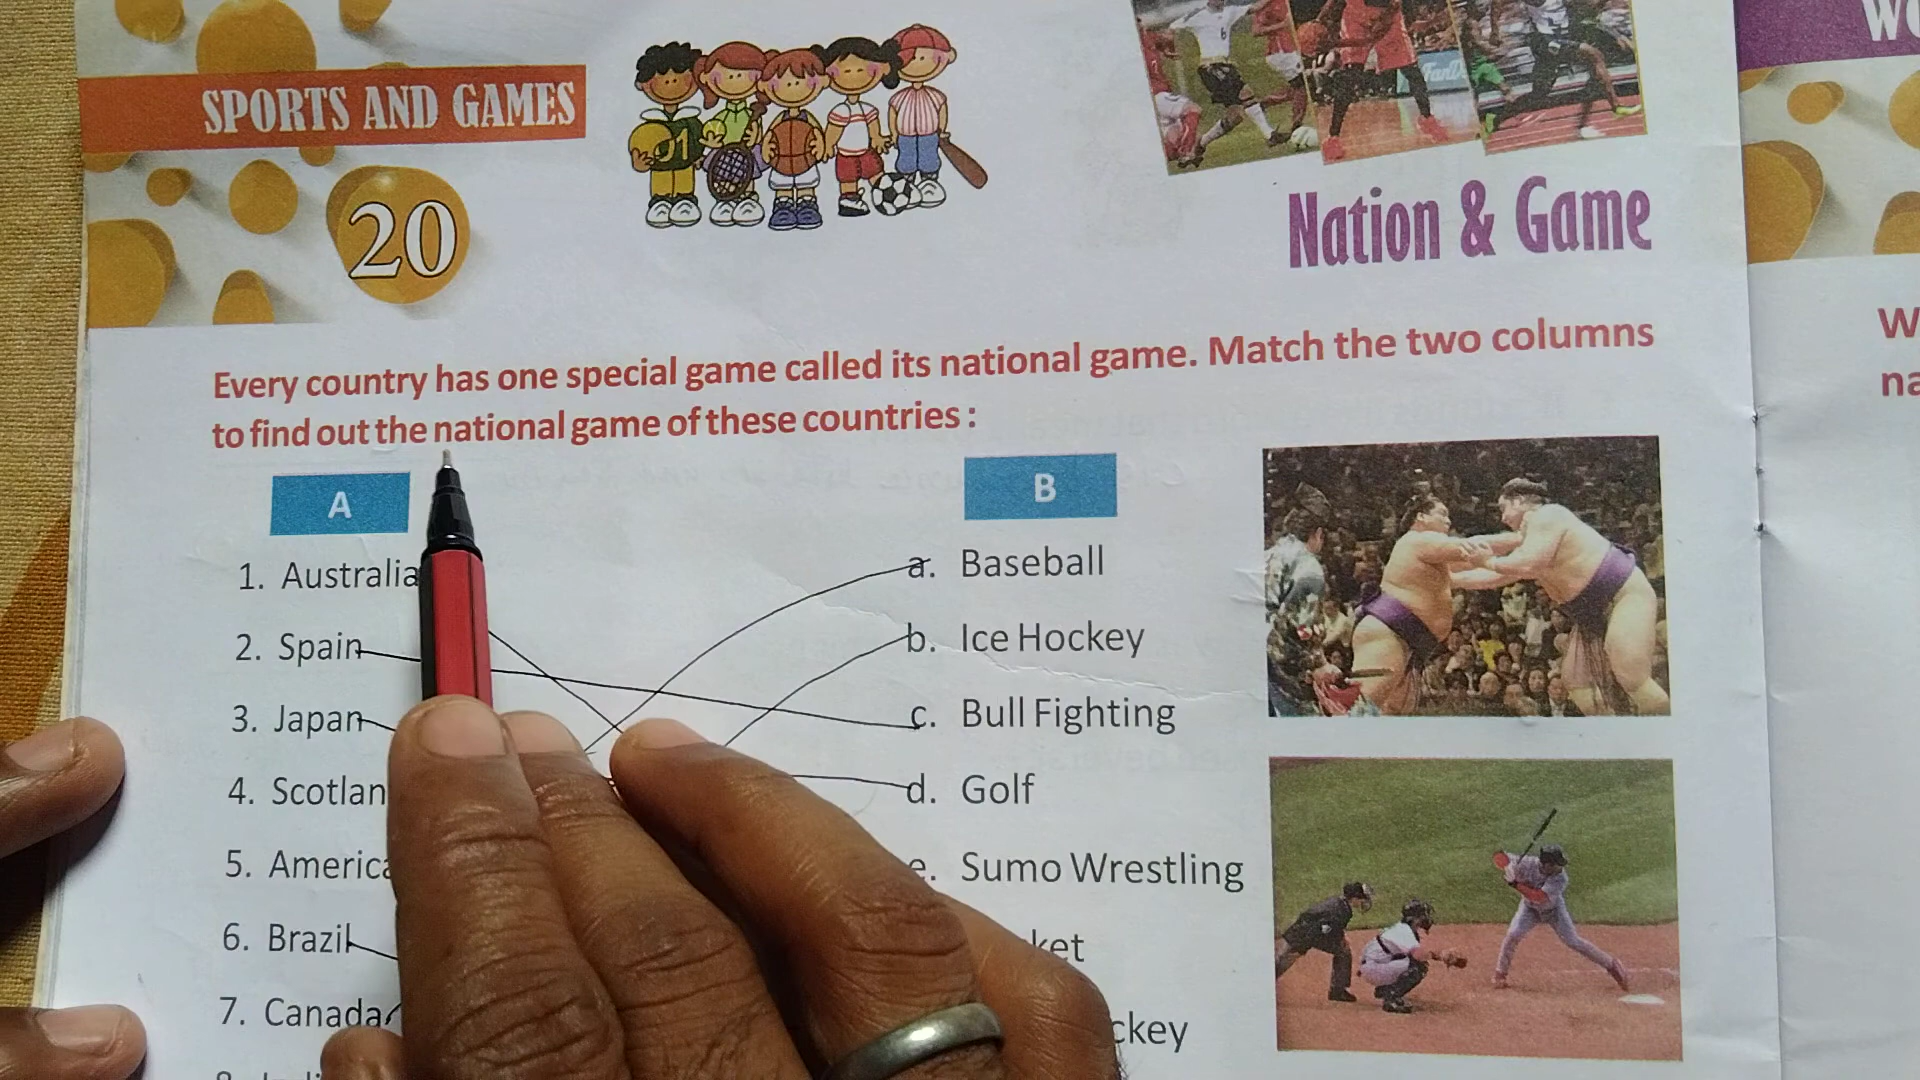 SPORTS AND GAMES
20
Nation & Game
Every country has one special game called its national game. Match the two columns
to find out the national game of these countries :
A
B
1. Australia
a. Baseball
2. Spain
b. Ice Hockey
3. Japan
c. Bull Fighting
4. Scotlan
d. Golf
5. America
e. Sumo Wrestling
6. Brazil
ket
7. Canada
ckey